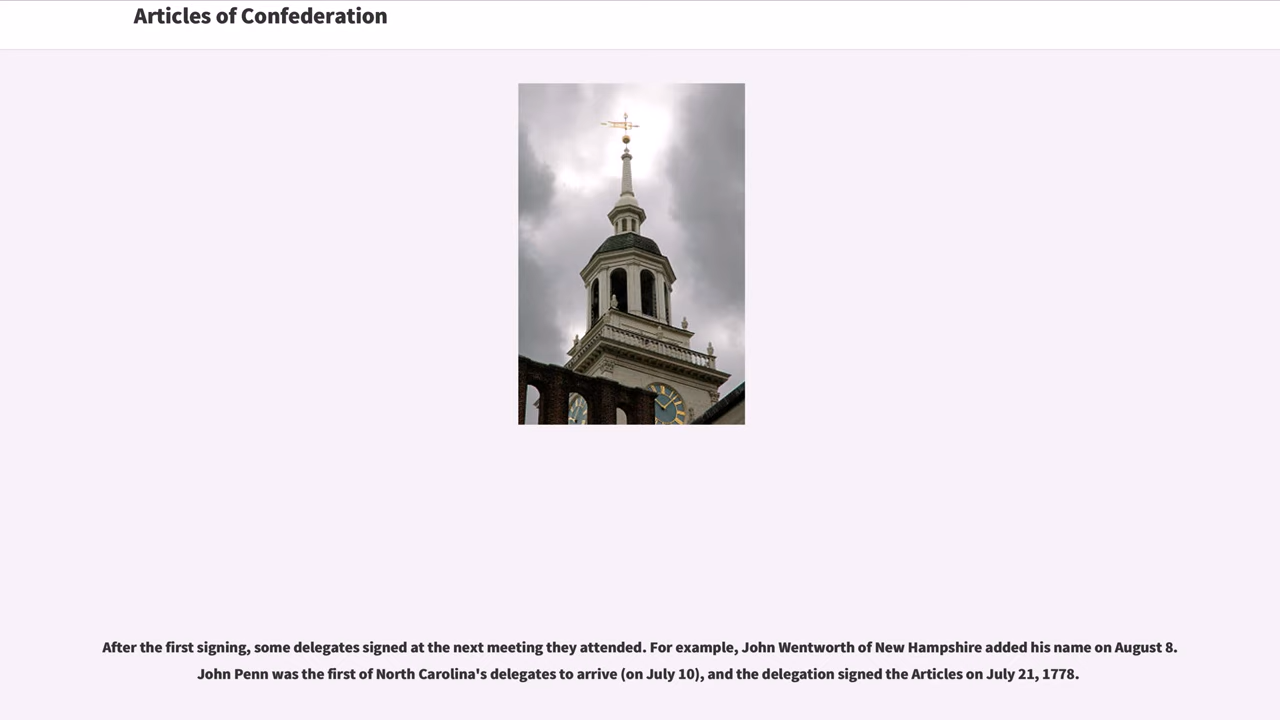 Articles of Confederation
After the first signing, some delegates signed at the next meeting they attended. For example, John Wentworth of New Hampshire added his name on August 8.
John Penn was the first of North Carolina's delegates to arrive (on July 10), and the delegation signed the Articles on July 21, 1778.